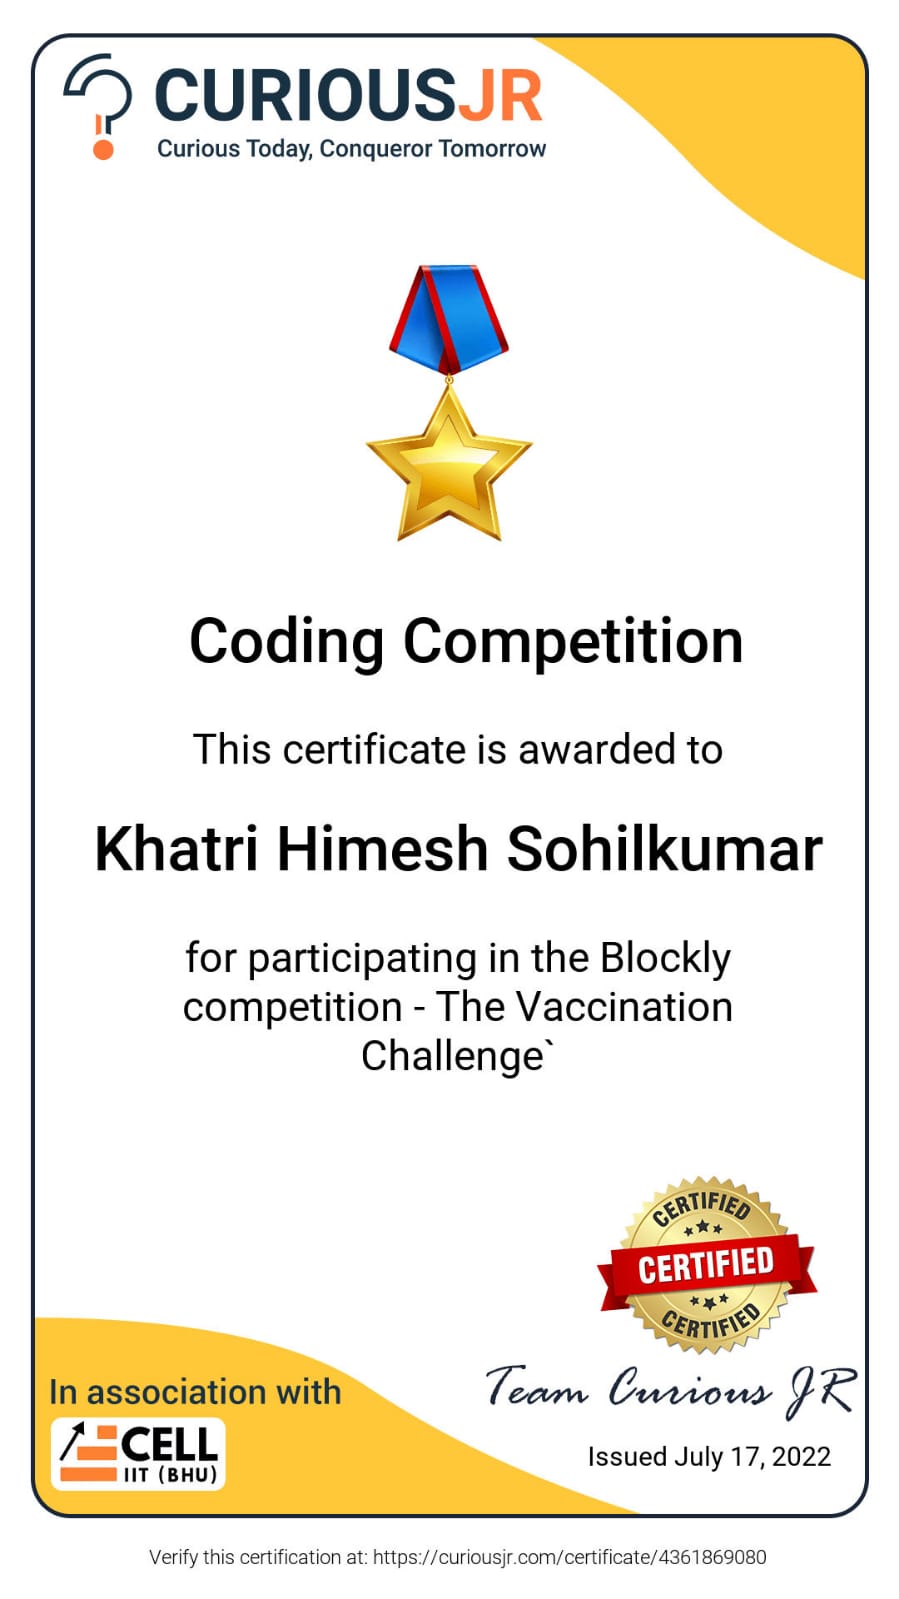 CURIOUSJR
Curious Today, Conqueror Tomorrow
Coding Competition
This certificate is awarded to
Khatri Himesh Sohilkumar
for participating in the Blockly
competition - The Vaccination
Challenge`
CERTIFIED
CERTIFIED
CERTIFIED
In association with
ECELL
IIT (BHU)
Team Curious JR
Issued July 17, 2022
Verify this certification at: https://curiousjr.com/certificate/4361869080